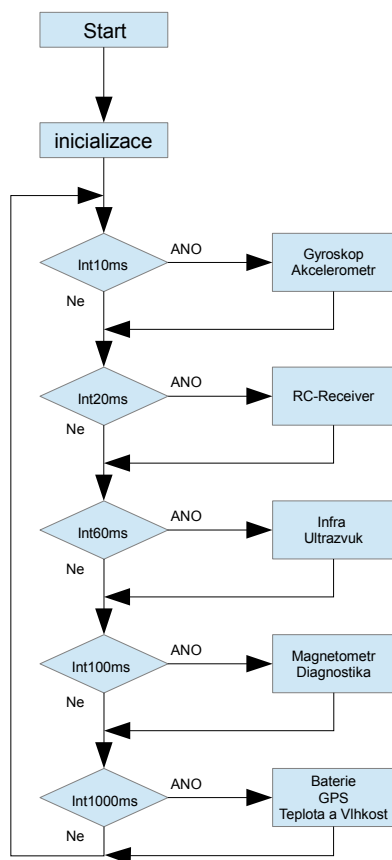 Start
inicializace
Int10ms
ANO
Gyroskop
Akcelerometr
Ne
Int20ms
ANO
RC-Receiver
Ne
Int60ms
ANO
Infra
Ultrazvuk
Ne
Int100ms
ANO
Magnetometr
Diagnostika
Ne
Int1000ms
ANO
Baterie
GPS
Teplota a Vlhkost
Ne